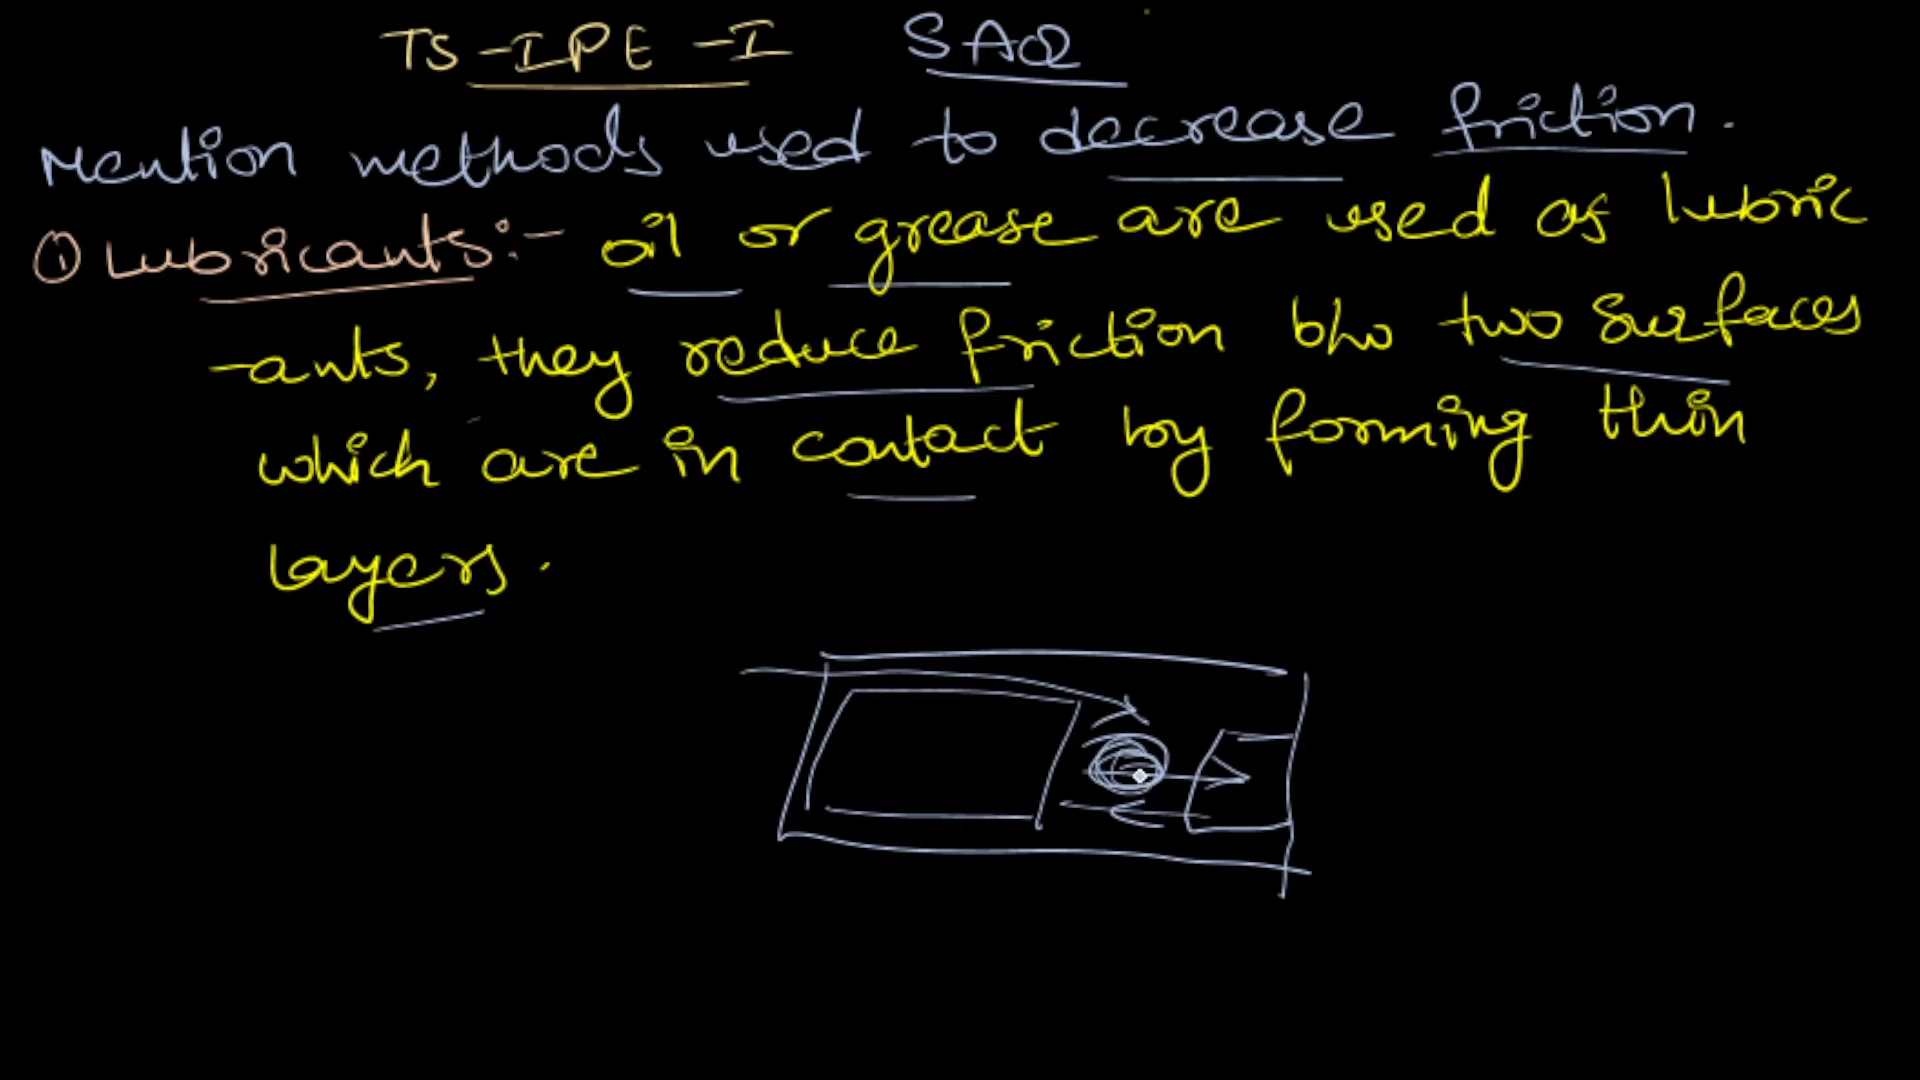 TS-IPE-I SAQ
Mention methods used to decrease friction.
① Lubricants:- oil or grease are used as lubric
-ants, they reduce friction b/w two surfaces
which are in contact by forming thin
layers.